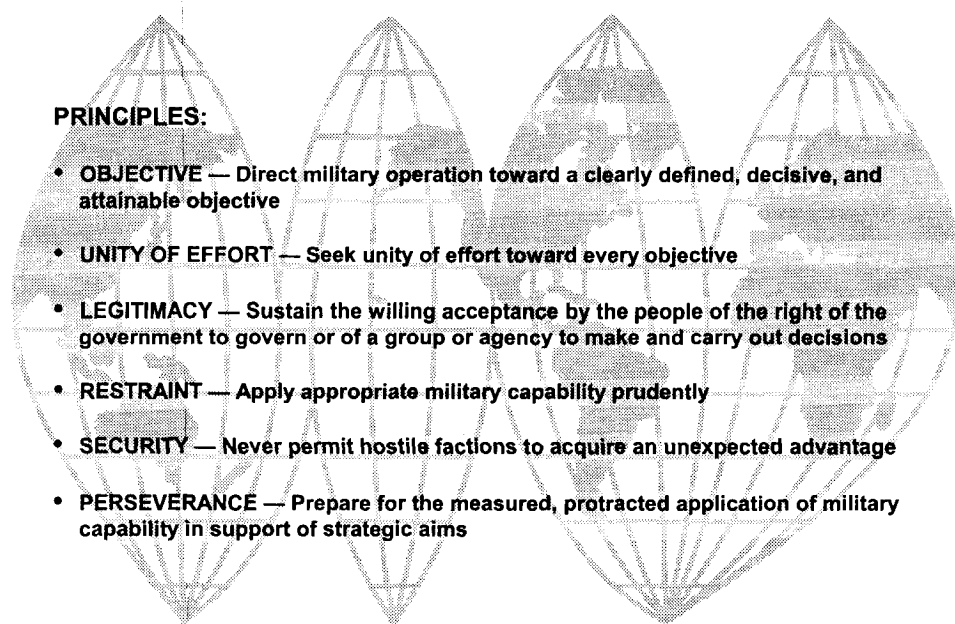 PRINCIPLES:
• OBJECTIVE — Direct military operation toward a clearly defined, decisive, and
attainable objective
• UNITY OF EFFORT — Seek unity of effort toward every objective
• LEGITIMACY — Sustain the willing acceptance by the people of the right of the
government to govern or of a group or agency to make and carry out decisions
• RESTRAINT — Apply appropriate military capability prudently
• SECURITY — Never permit hostile factions to acquire an unexpected advantage
• PERSEVERANCE — Prepare for the measured, protracted application of military
capability in support of strategic aims